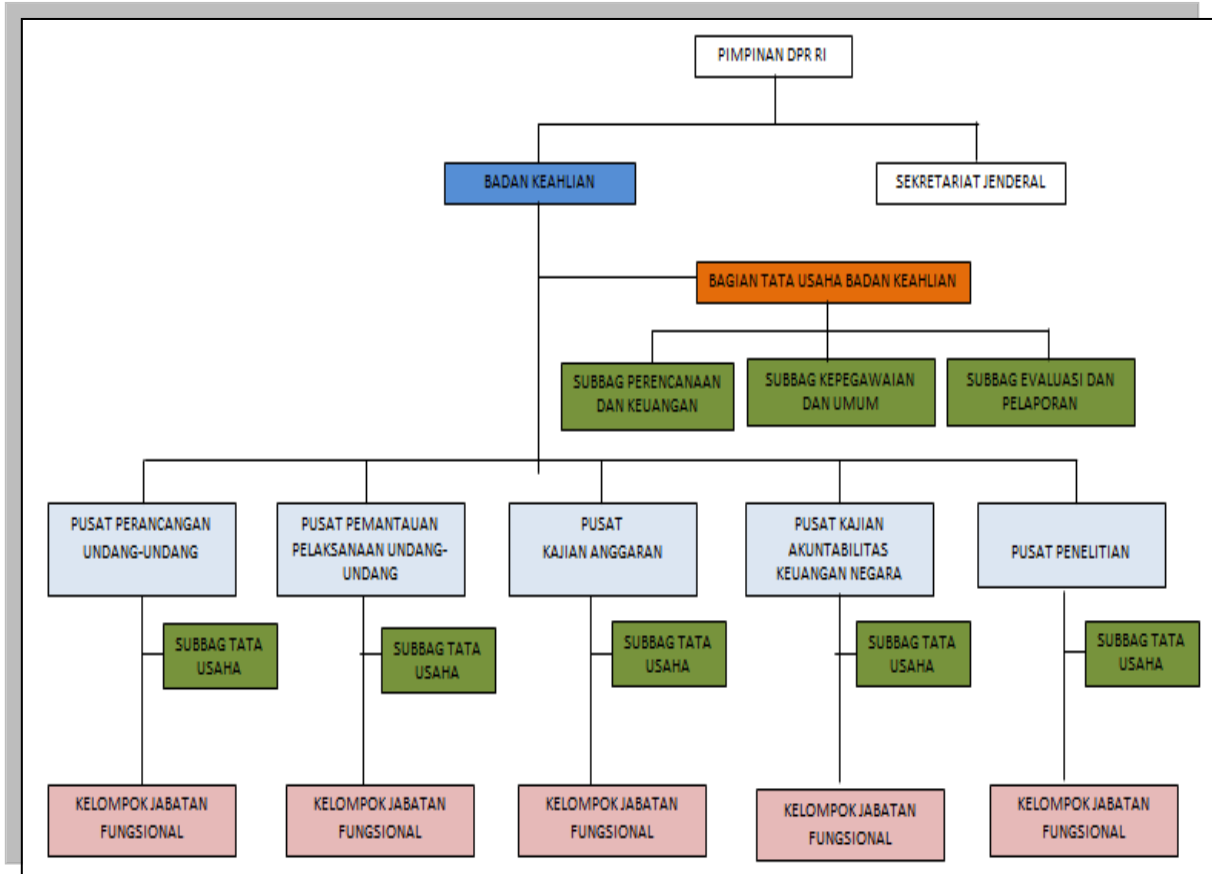 PIMPINAN DPR RI
BADAN KEAHLIAN
SEKRETARIAT JENDERAL
BAGIAN TATA USAHA BADAN KEAHLIAN
SUBBAG PERENCANAAN
DAN KEUANGAN
SUBBAG KEPEGAWAIAN
DAN UMUM
SUBBAG EVALUASI DAN
PELAPORAN
PUSAT PERANCANGAN
UNDANG-UNDANG
PUSAT PEMANTAUAN
PELAKSANAAN UNDANG-
UNDANG
PUSAT
KAJIAN ANGGARAN
PUSAT KAJIAN
AKUNTABILITAS
KEUANGAN NEGARA
PUSAT PENELITIAN
SUBBAG TATA
USAHA
SUBBAG TATA
USAHA
SUBBAG TATA
USAHA
SUBBAG TATA
USAHA
SUBBAG TATA
USAHA
KELOMPOK JABATAN
FUNGSIONAL
KELOMPOK JABATAN
FUNGSIONAL
KELOMPOK JABATAN
FUNGSIONAL
KELOMPOK JABATAN
FUNGSIONAL
KELOMPOK JABATAN
FUNGSIONAL